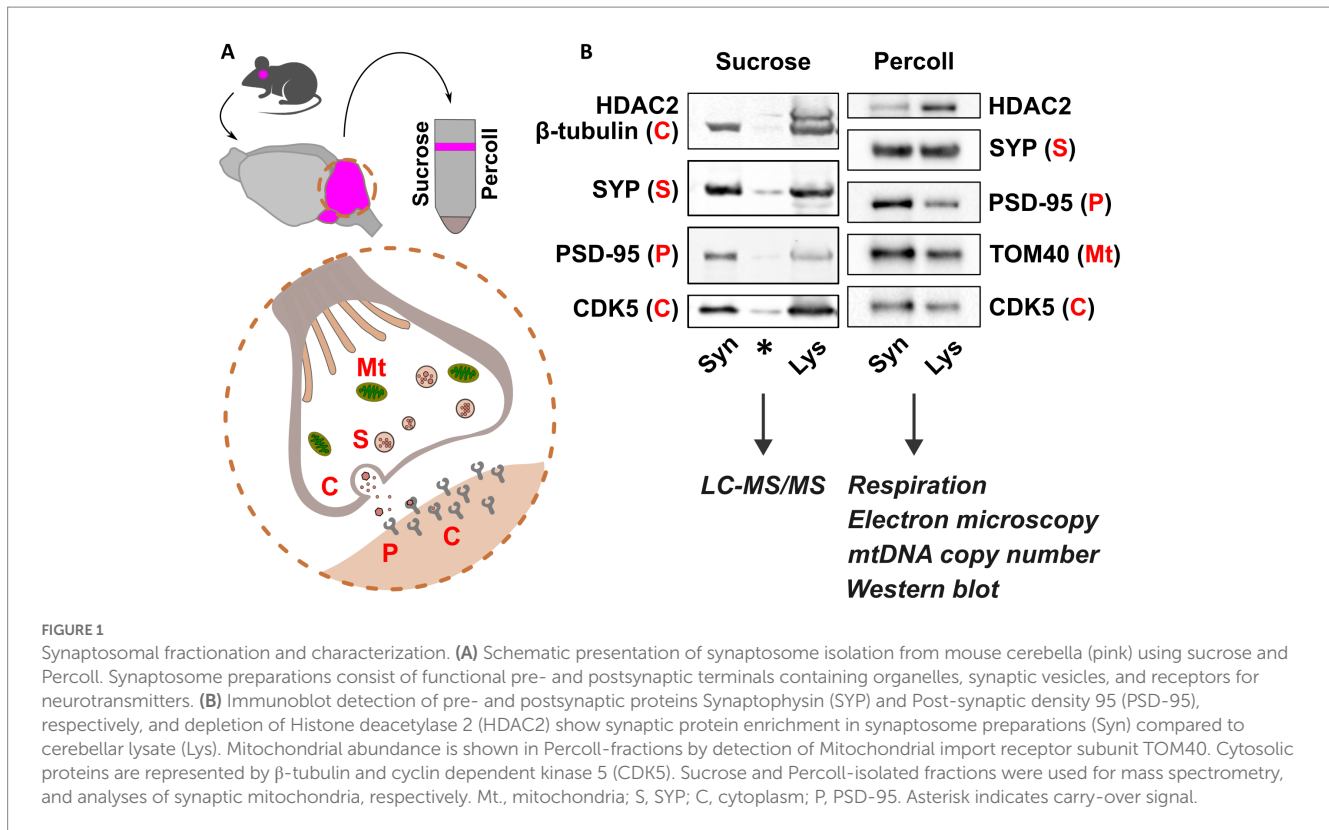 A
Sucrose
Percoll
Mt
S
C
P
C
B
Sucrose
HDAC2
β-tubulin (C)
SYP (S)
PSD-95 (P)
CDK5 (C)
Syn
*
Lys
LC-MS/MS
Percoll
HDAC2
SYP (S)
PSD-95 (P)
TOM40 (Mt)
CDK5 (C)
Syn
Lys
Respiration
Electron microscopy
mtDNA copy number
Western blot
FIGURE 1
Synaptosomal fractionation and characterization. (A) Schematic presentation of synaptosome isolation from mouse cerebella (pink) using sucrose and
Percoll. Synaptosome preparations consist of functional pre- and postsynaptic terminals containing organelles, synaptic vesicles, and receptors for
neurotransmitters. (B) Immunoblot detection of pre- and postsynaptic proteins Synaptophysin (SYP) and Post-synaptic density 95 (PSD-95),
respectively, and depletion of Histone deacetylase 2 (HDAC2) show synaptic protein enrichment in synaptosome preparations (Syn) compared to
cerebellar lysate (Lys). Mitochondrial abundance is shown in Percoll-fractions by detection of Mitochondrial import receptor subunit TOM40. Cytosolic
proteins are represented by β-tubulin and cyclin dependent kinase 5 (CDK5). Sucrose and Percoll-isolated fractions were used for mass spectrometry,
and analyses of synaptic mitochondria, respectively. Mt., mitochondria; S, SYP; C, cytoplasm; P, PSD-95. Asterisk indicates carry-over signal.